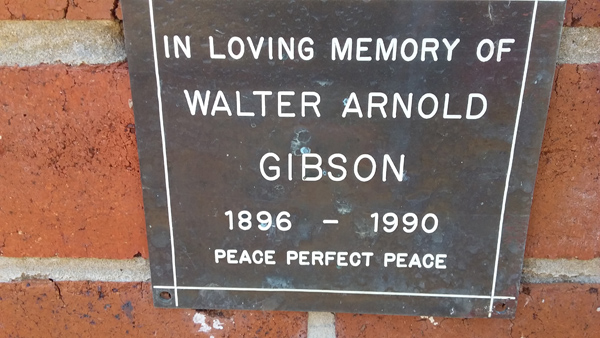 IN LOVING MEMORY OF
WALTER ARNOLD
GIBSON
1896 - 1990
PEACE PERFECT PEACE